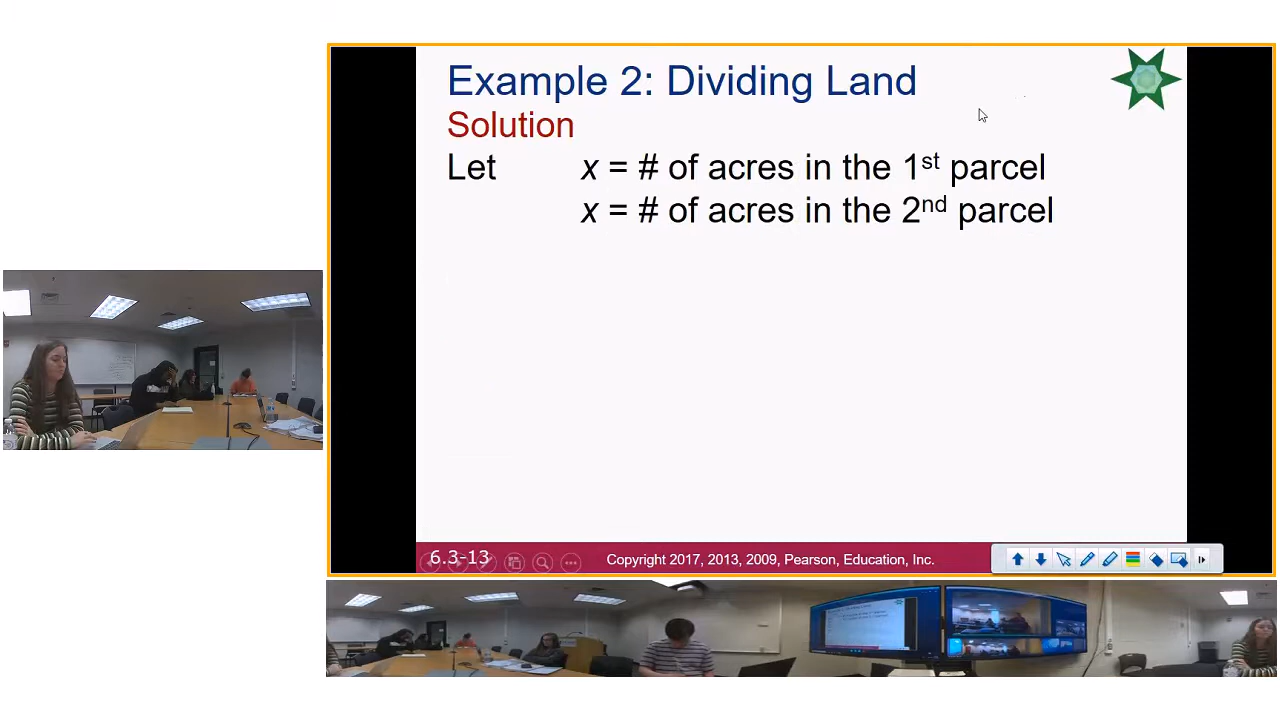 Example 2: Dividing Land
Solution
Let x = # of acres in the 1st parcel
x = # of acres in the 2nd parcel
6.3-13
Copyright 2017, 2013, 2009, Pearson, Education, Inc.